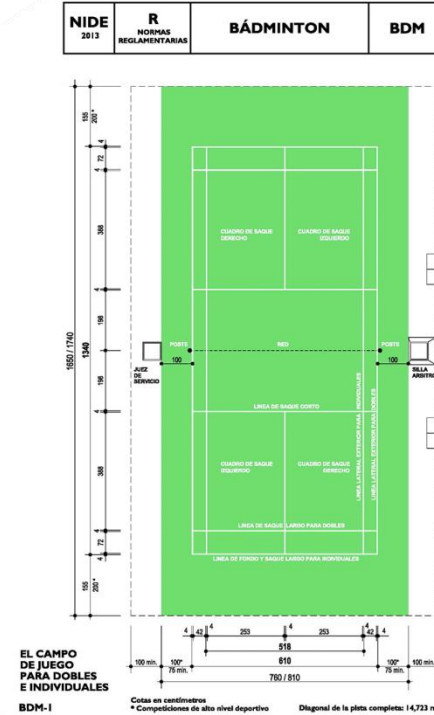 NIDE
2013
R
NORMAS
REGLAMENTARIAS
BÁDMINTON
BDM
155
200*
4
72
4
388
4
198
1340
1650 / 1740
198
4
388
4
72
4
155
200*
CUADRO DE SAQUE
DERECHO
CUADRO DE SAQUE
IZQUIERDO
POSTE
RED
POSTE
100
100
JUEZ
DE
SERVICIO
SILLA
ARBITRO
LINEA DE SAQUE CORTO
LINEA LATERAL EXTERIOR PARA INDIVIDUALES
LINEA LATERAL EXTERIOR PARA DOBLES
CUADRO DE SAQUE
IZQUIERDO
CUADRO DE SAQUE
DERECHO
LINEA DE SAQUE LARGO PARA DOBLES
LINEA DE FONDO Y SAQUE LARGO PARA INDIVIDUALES
4
42
4
253
4
253
4
42
4
518
100 min.
100*
75 min.
610
100*
75 min.
100 min.
760 / 810
EL CAMPO
DE JUEGO
PARA DOBLES
E INDIVIDUALES
BDM-1
Cotas en centímetros
* Competiciones de alto nivel deportivo
Diagonal de la pista completa: 14,723 m